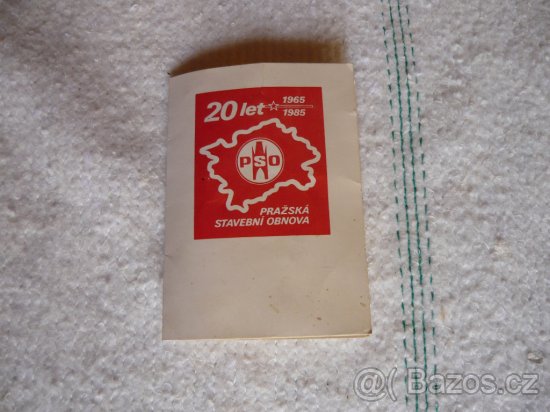 20 let 1965
1985
PSO
PRAŽSKÁ
STAVEBNÍ OBNOVA
@ Bazos.cz